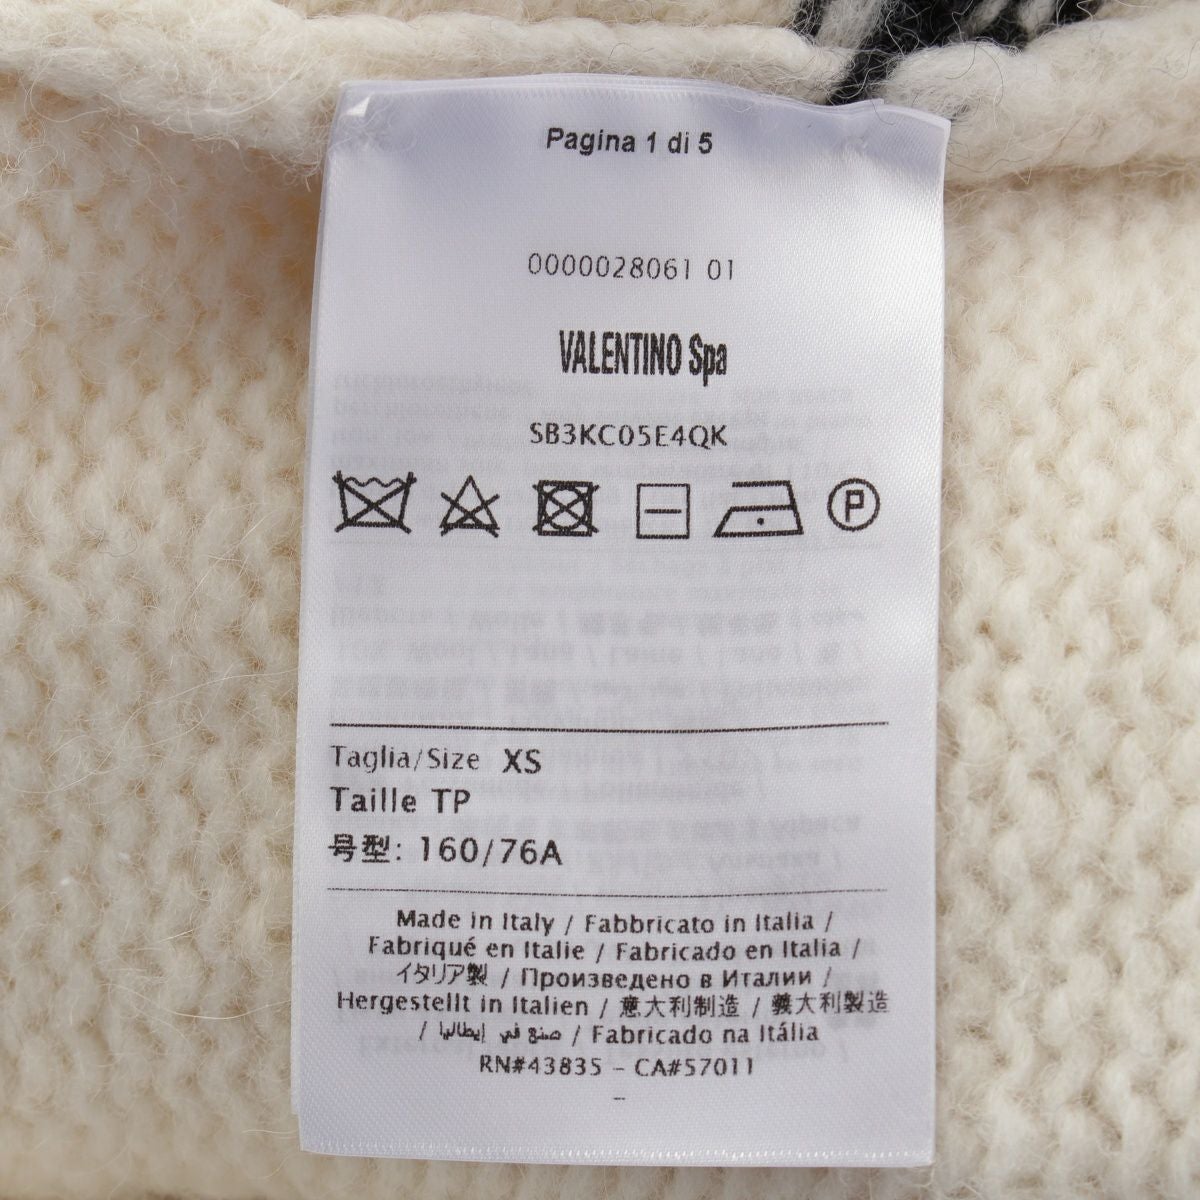 Pagina 1 di 5
0000028061 01
VALENTINO Spa
SB3KC05E4QK
P
Taglia/Size XS
Taille TP
号型: 160/76A
Made in Italy / Fabbricato in Italia /
Fabriqué en Italie / Fabricado en Italia /
イタリア製 / Произведено в Италии /
Hergestellt in Italien / 意大利制造 / 義大利製造
/ صنع في إيطاليا / Fabricado na Itália
RN#43835 – CA#57011
–